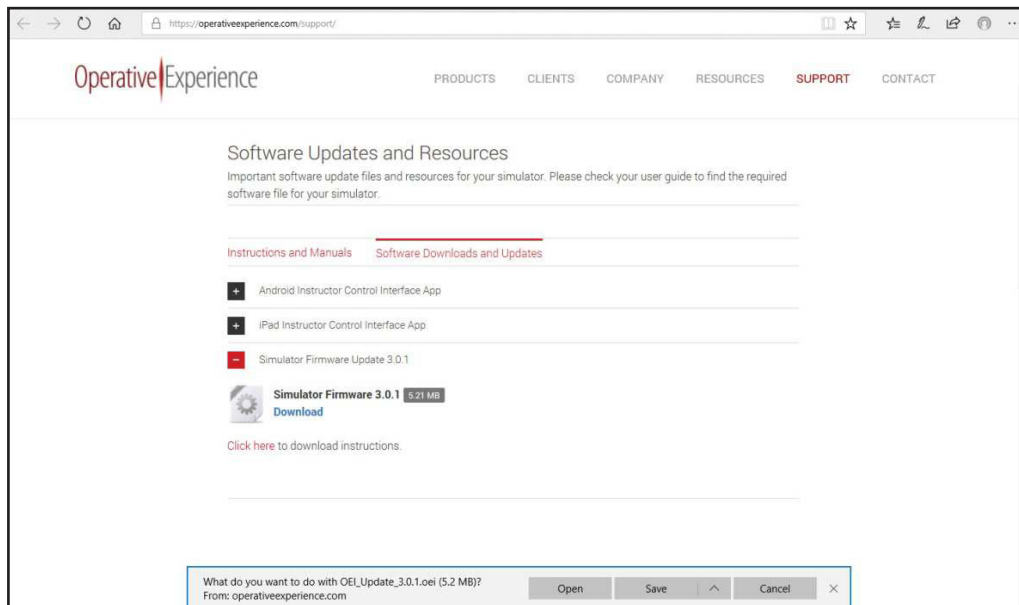 https://operativeexperience.com/support/
Operative Experience
PRODUCTS CLIENTS COMPANY RESOURCES SUPPORT CONTACT
Software Updates and Resources
Important software update files and resources for your simulator. Please check your user guide to find the required
software file for your simulator.
Instructions and Manuals Software Downloads and Updates
Android Instructor Control Interface App
iPad Instructor Control Interface App
Simulator Firmware Update 3.0.1
Simulator Firmware 3.0.1 5.21 MB
Download
Click here to download instructions.
What do you want to do with OEI_Update_3.0.1.oei (5.2 MB)?
From: operativeexperience.com
Open Save Cancel